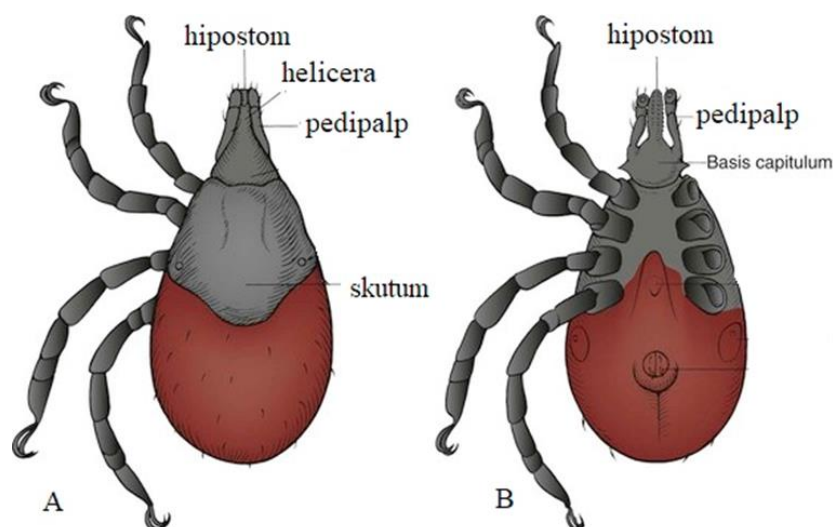 hipostom
helicera
pedipalp
skutum
A
hipostom
pedipalp
Basis capitulum
B